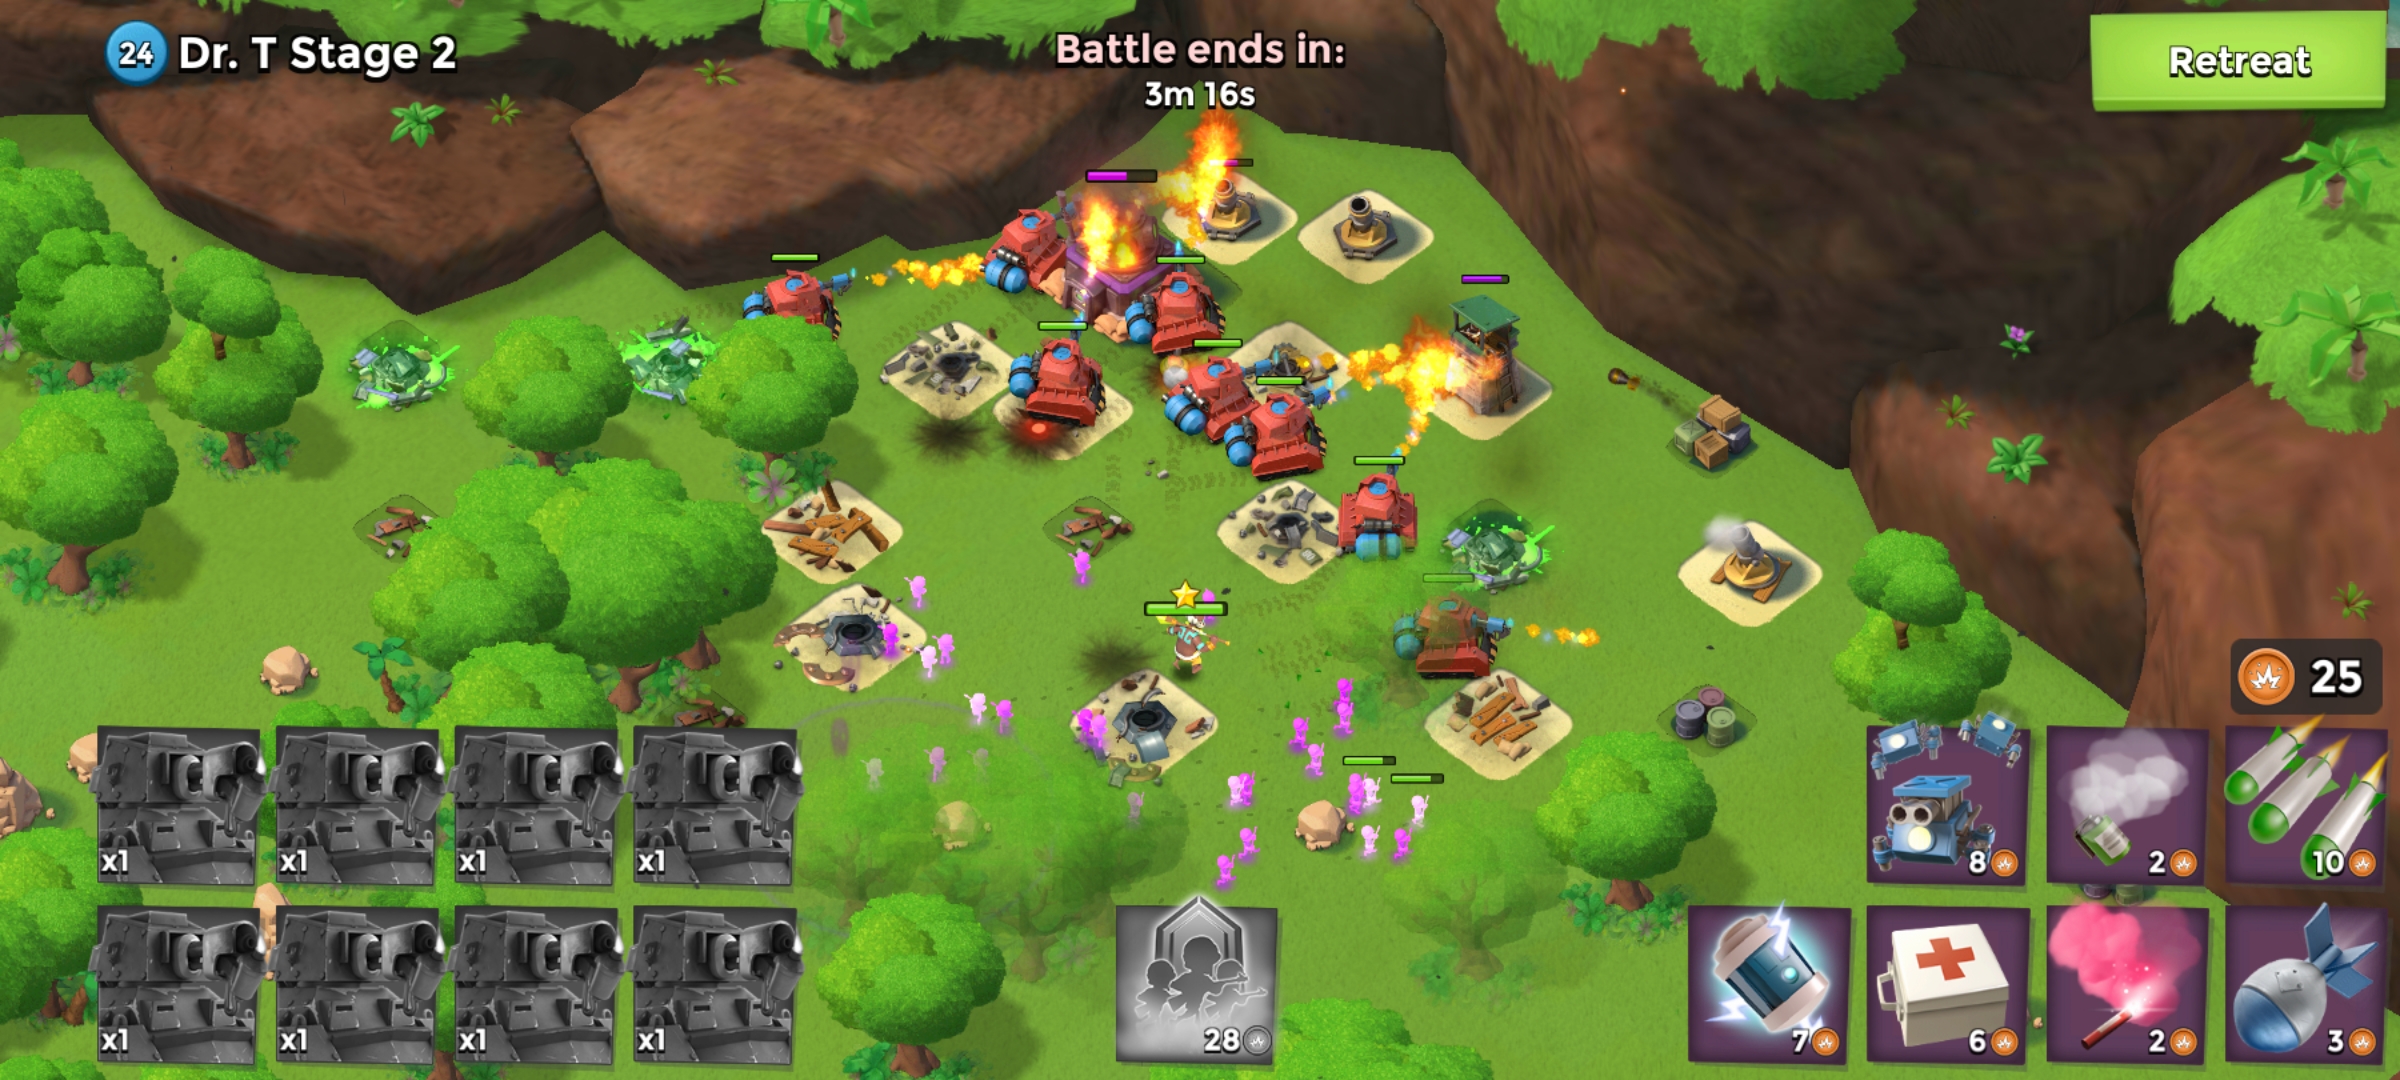 24 Dr. T Stage 2
Battle ends in:
3m 16s
Retreat
25
x1 x1 x1 x1
8 2 10
x1 x1 x1 x1
28
7 6 2 3